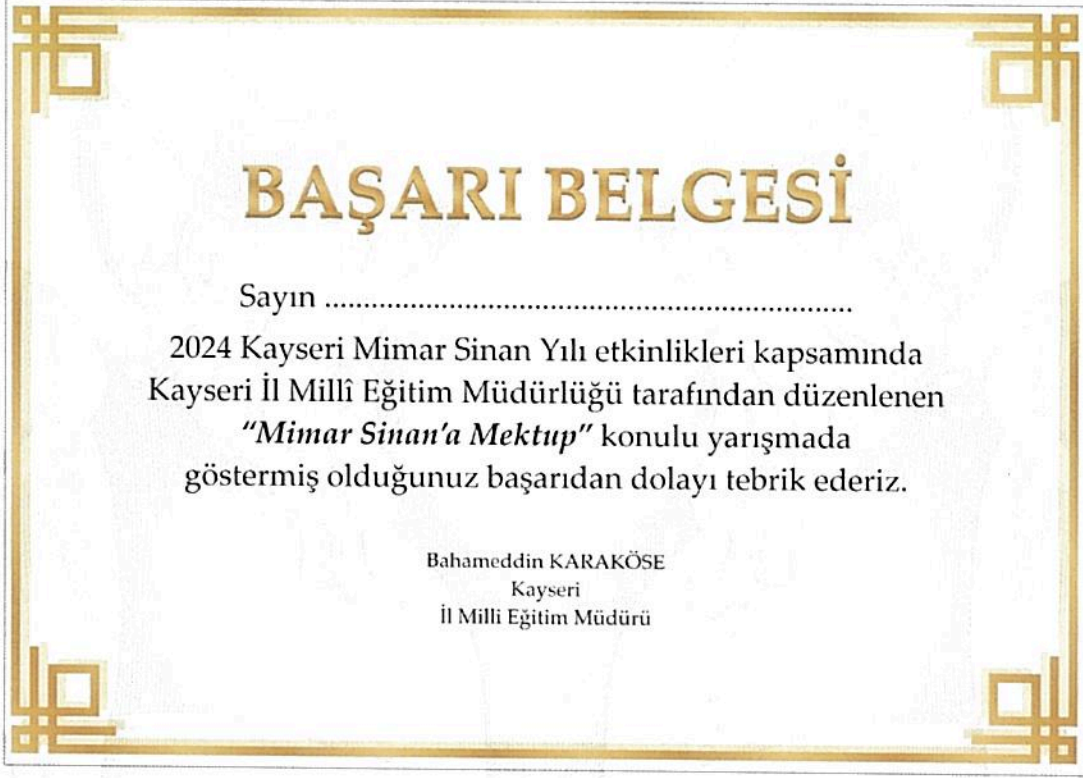 BAŞARI BELGESİ
Sayın ....................................................................
2024 Kayseri Mimar Sinan Yılı etkinlikleri kapsamında
Kayseri İl Millî Eğitim Müdürlüğü tarafından düzenlenen
“Mimar Sinan'a Mektup” konulu yarışmada
göstermiş olduğunuz başarıdan dolayı tebrik ederiz.
Bahameddin KARAKÖSE
Kayseri
İl Milli Eğitim Müdürü